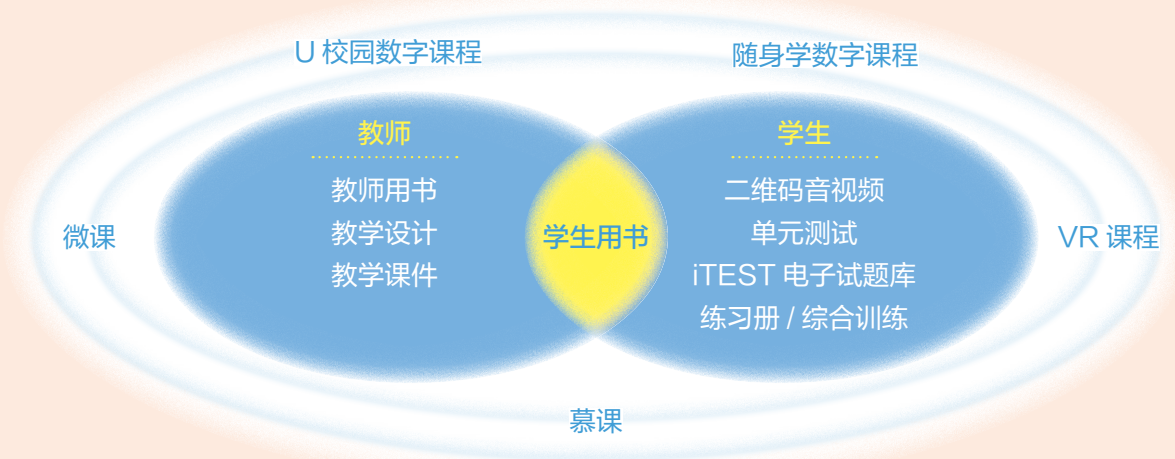 U 校园数字课程
随身学数字课程
教师
教师用书
教学设计
教学课件
学生用书
学生
二维码音视频
单元测试
iTEST 电子试题库
练习册 / 综合训练
微课
VR 课程
慕课